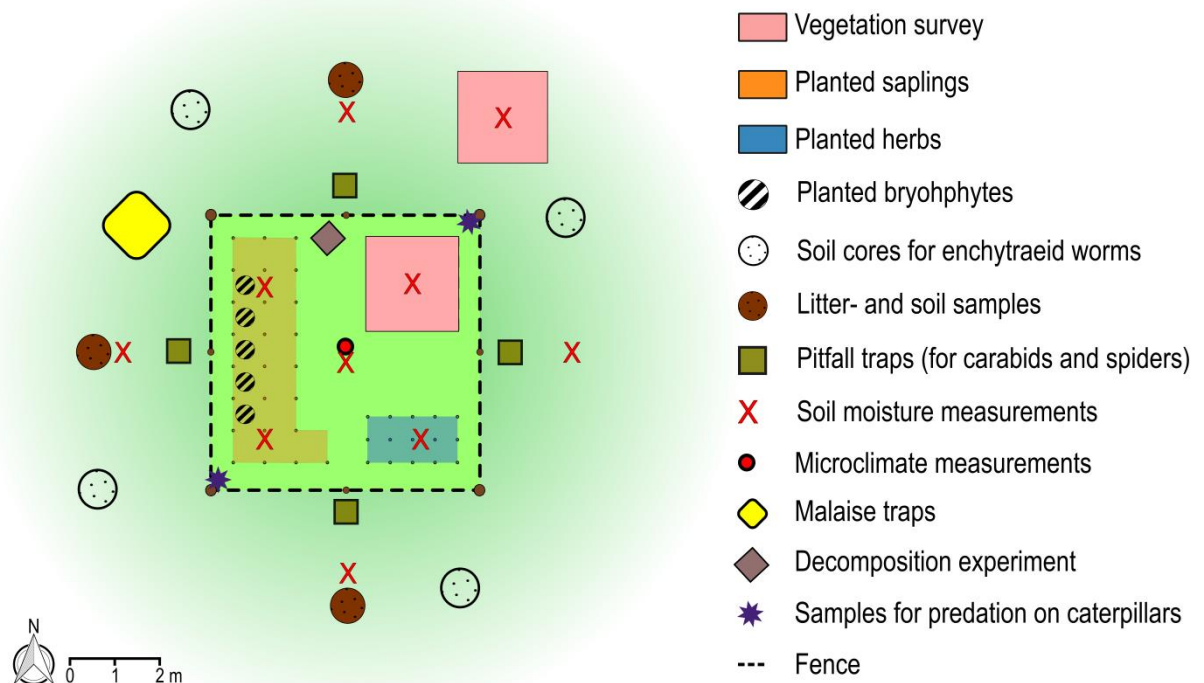 Vegetation survey
Planted saplings
Planted herbs
Planted bryohphytes
Soil cores for enchytraeid worms
Litter- and soil samples
Pitfall traps (for carabids and spiders)
X Soil moisture measurements
Microclimate measurements
Malaise traps
Decomposition experiment
Samples for predation on caterpillars
Fence
X
X
X
X
X
X
X
X
X
X
N
0 1 2 m